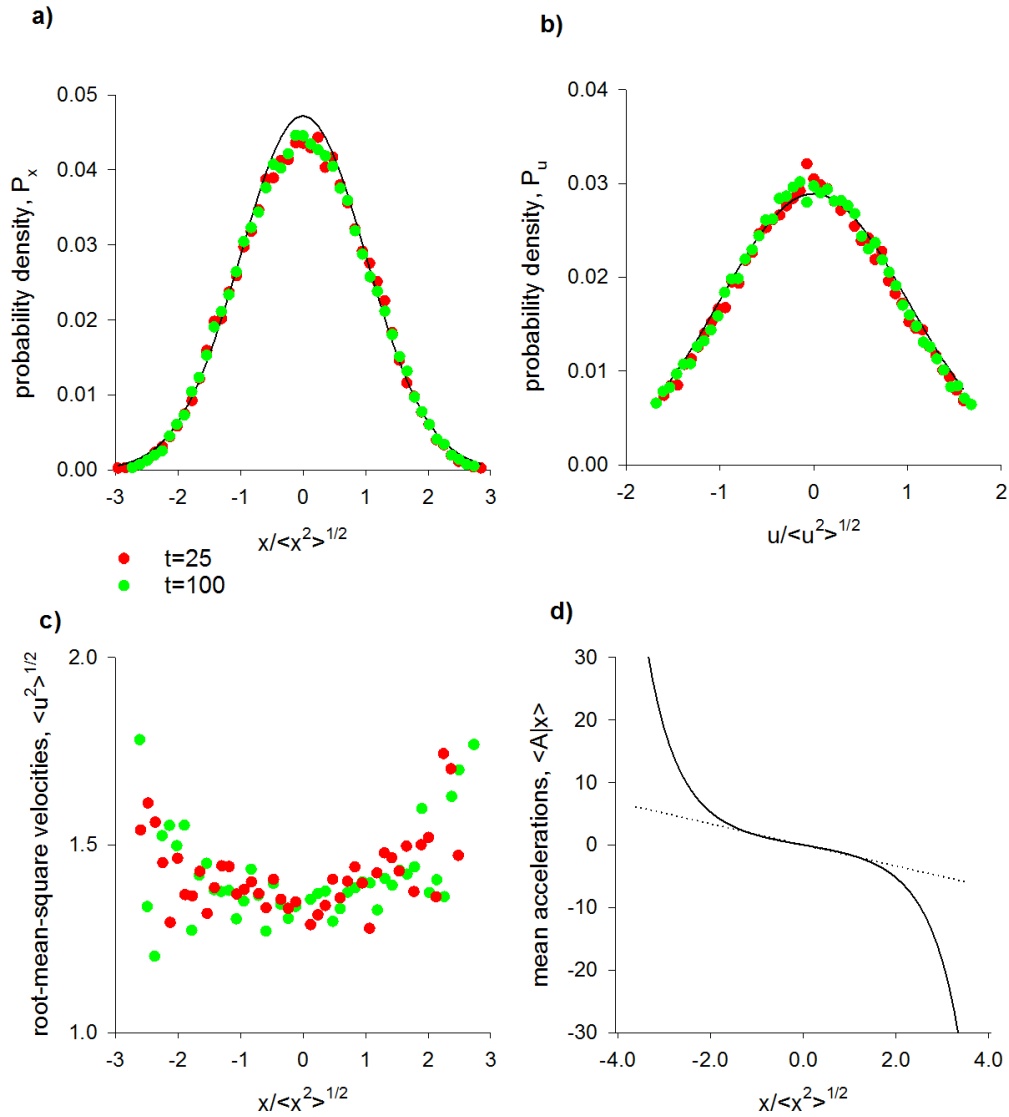 a)
probability density, P_x
0.05
0.04
0.03
0.02
0.01
0.00
-3 -2 -1 0 1 2 3
x/<x²>^1/2
b)
probability density, P_u
0.04
0.03
0.02
0.01
0.00
-2 -1 0 1 2
u/<u²>^1/2
t=25
t=100
c)
root-mean-square velocities, <u²>^1/2
2.0
1.5
1.0
-3 -2 -1 0 1 2 3
x/<x²>^1/2
d)
mean accelerations, <A|x>
30
20
10
0
-10
-20
-30
-4.0 -2.0 0.0 2.0 4.0
x/<x²>^1/2